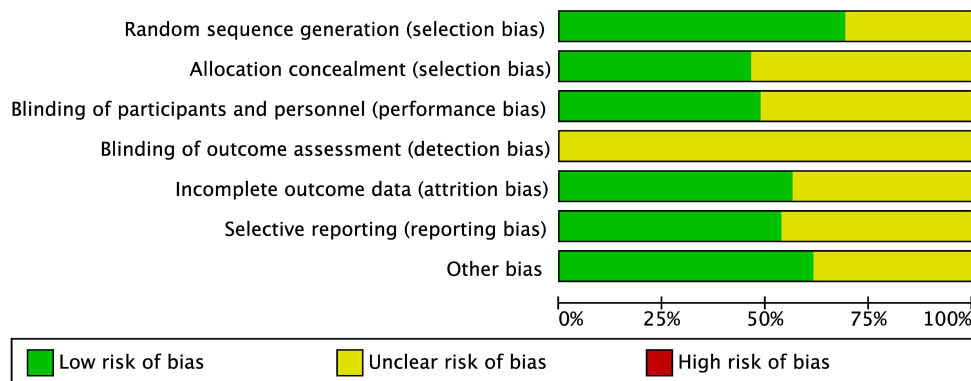 Random sequence generation (selection bias)
Allocation concealment (selection bias)
Blinding of participants and personnel (performance bias)
Blinding of outcome assessment (detection bias)
Incomplete outcome data (attrition bias)
Selective reporting (reporting bias)
Other bias
0% 25% 50% 75% 100%
Low risk of bias Unclear risk of bias High risk of bias